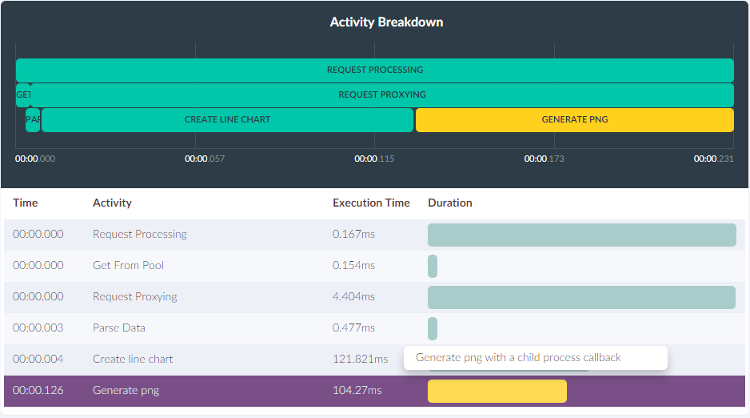 Activity Breakdown
REQUEST PROCESSING
GET REQUEST PROXYING
PAR CREATE LINE CHART GENERATE PNG
00:00.000 00:00.057 00:00.115 00:00.173 00:00.231
Time Activity Execution Time Duration
00:00.000 Request Processing 0.167ms
00:00.000 Get From Pool 0.154ms
00:00.000 Request Proxying 4.404ms
00:00.003 Parse Data 0.477ms
00:00.004 Create line chart 121.821ms Generate png with a child process callback
00:00.126 Generate png 104.27ms